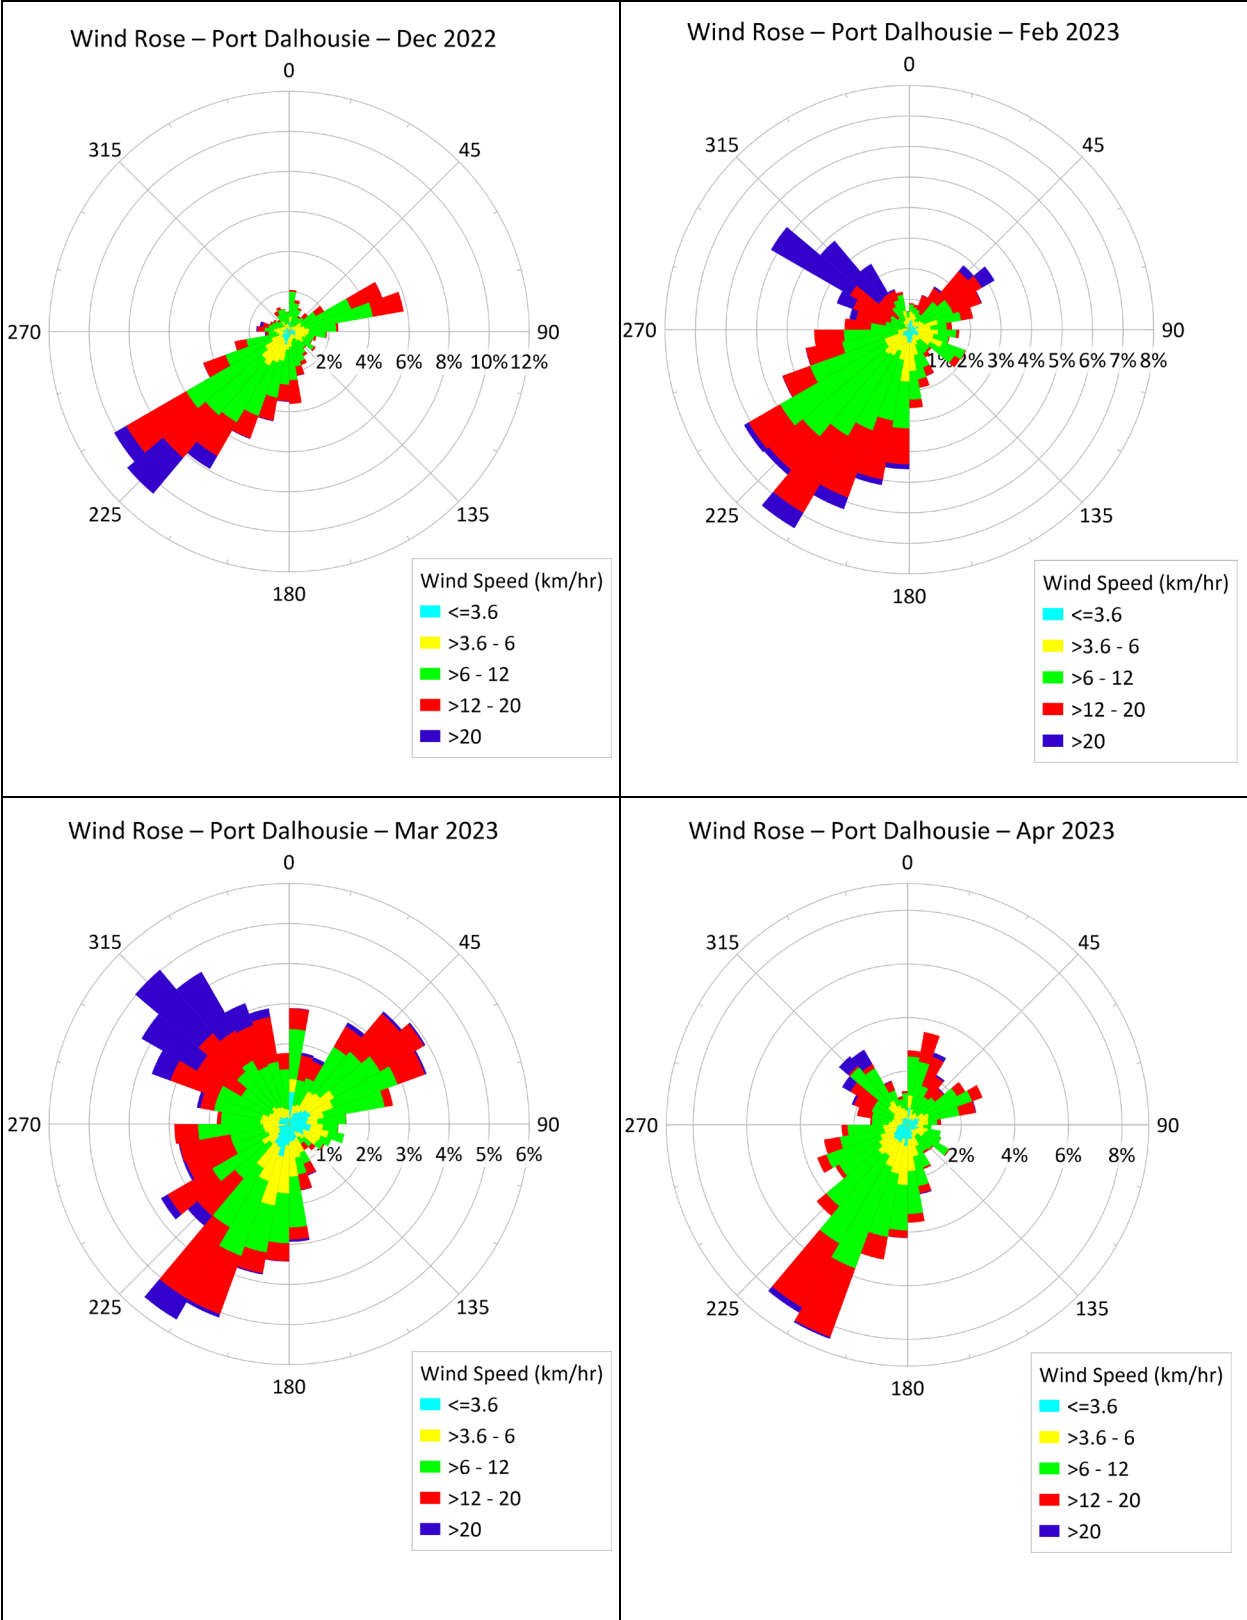 Wind Rose – Port Dalhousie – Dec 2022
0
315
45
270
90
2% 4% 6% 8% 10% 12%
225
135
180
Wind Speed (km/hr)
<=3.6
>3.6 - 6
>6 - 12
>12 - 20
>20
Wind Rose – Port Dalhousie – Feb 2023
0
315
45
270
90
1% 2% 3% 4% 5% 6% 7% 8%
225
135
180
Wind Speed (km/hr)
<=3.6
>3.6 - 6
>6 - 12
>12 - 20
>20
Wind Rose – Port Dalhousie – Mar 2023
0
315
45
270
90
1% 2% 3% 4% 5% 6%
225
135
180
Wind Speed (km/hr)
<=3.6
>3.6 - 6
>6 - 12
>12 - 20
>20
Wind Rose – Port Dalhousie – Apr 2023
0
315
45
270
90
2% 4% 6% 8%
225
135
180
Wind Speed (km/hr)
<=3.6
>3.6 - 6
>6 - 12
>12 - 20
>20